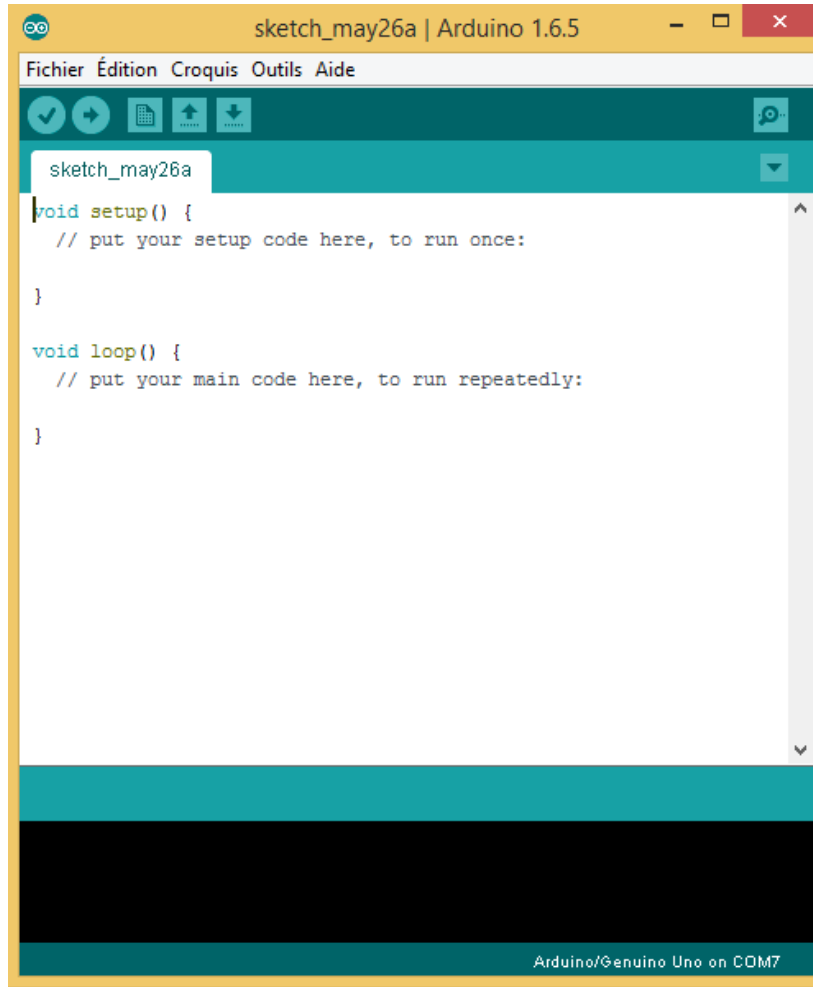 sketch_may26a | Arduino 1.6.5
Fichier Édition Croquis Outils Aide
sketch_may26a
void setup() {
  // put your setup code here, to run once:
}
void loop() {
  // put your main code here, to run repeatedly:
}
Arduino/Genuino Uno on COM7